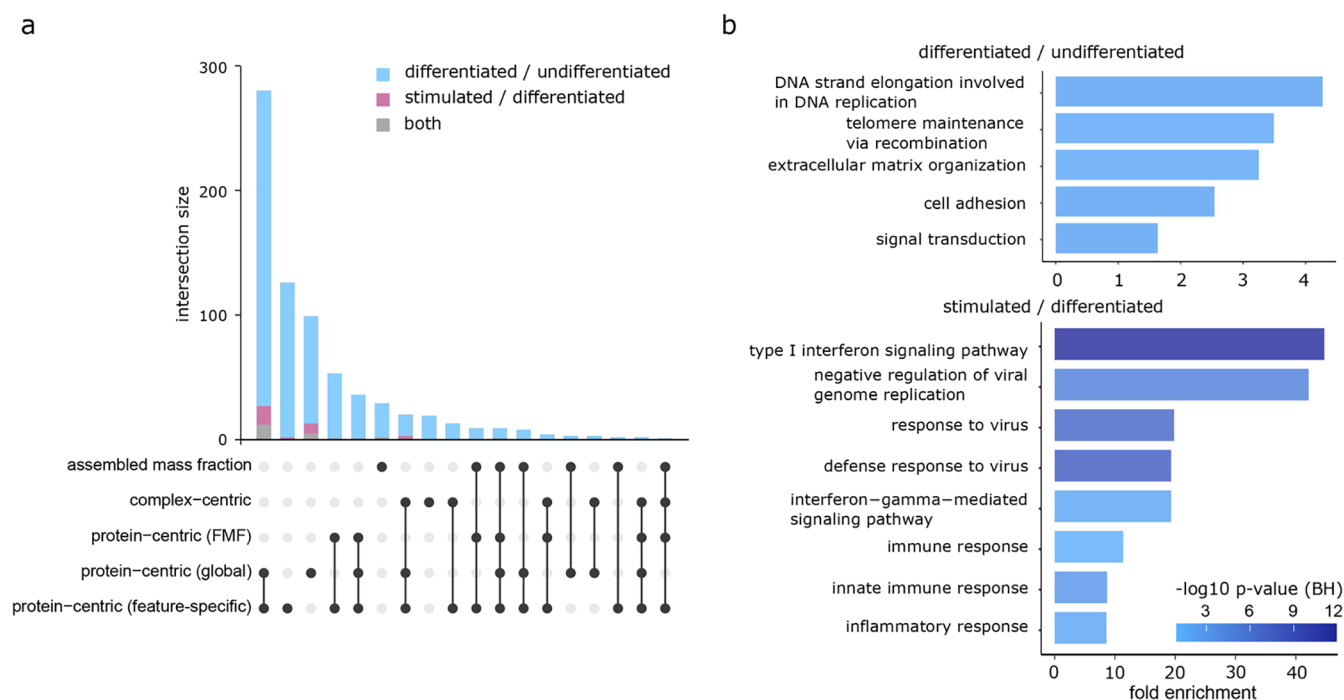 a
differentiated / undifferentiated
stimulated / differentiated
both
300
200
100
0
intersection size
assembled mass fraction
complex-centric
protein-centric (FMF)
protein-centric (global)
protein-centric (feature-specific)
b
differentiated / undifferentiated
DNA strand elongation involved
in DNA replication
telomere maintenance
via recombination
extracellular matrix organization
cell adhesion
signal transduction
0 1 2 3 4
stimulated / differentiated
type I interferon signaling pathway
negative regulation of viral
genome replication
response to virus
defense response to virus
interferon-gamma-mediated
signaling pathway
immune response
innate immune response
inflammatory response
-log10 p-value (BH)
3 6 9 12
0 10 20 30 40
fold enrichment